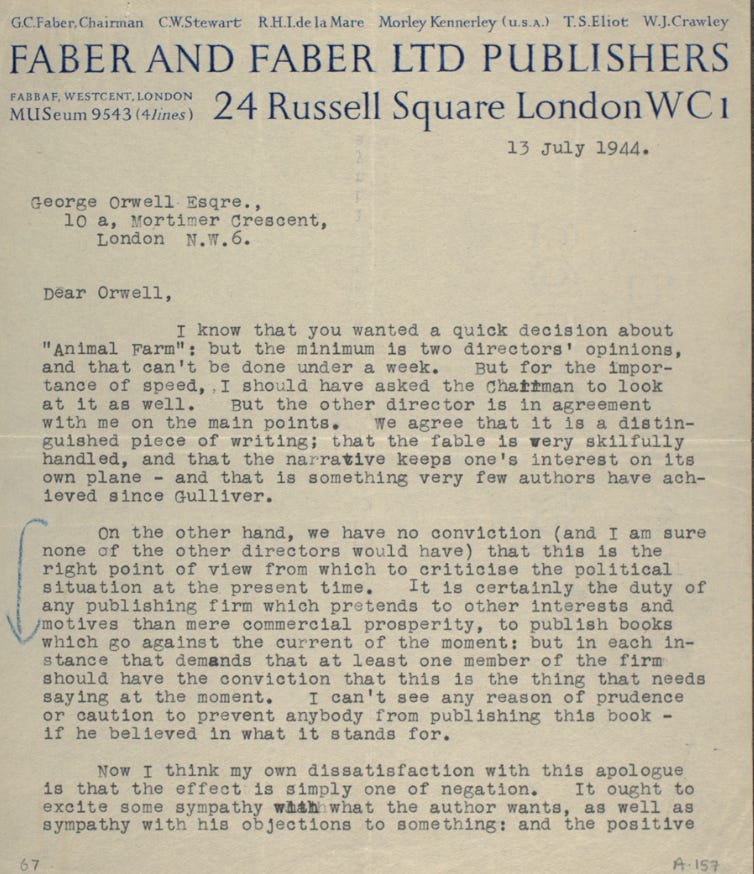 G.C.Faber, Chairman C.W.Stewart R.H.I.de la Mare Morley Kennerley (U.S.A.) T.S.Eliot W.J.Crawley
FABER AND FABER LTD PUBLISHERS
FABBAF, WESTCENT, LONDON
MUSeum 9543 (4 lines)
24 Russell Square London WC1
13 July 1944.
George Orwell Esqre.,
10 a, Mortimer Crescent,
London N.W.6.
Dear Orwell,
I know that you wanted a quick decision about
"Animal Farm": but the minimum is two directors' opinions,
and that can't be done under a week. But for the impor-
tance of speed, I should have asked the Chairman to look
at it as well. But the other director is in agreement
with me on the main points. We agree that it is a distin-
guished piece of writing; that the fable is very skilfully
handled, and that the narrative keeps one's interest on its
own plane - and that is something very few authors have ach-
ieved since Gulliver.
On the other hand, we have no conviction (and I am sure
none of the other directors would have) that this is the
right point of view from which to criticise the political
situation at the present time. It is certainly the duty of
any publishing firm which pretends to other interests and
motives than mere commercial prosperity, to publish books
which go against the current of the moment: but in each in-
stance that demands that at least one member of the firm
should have the conviction that this is the thing that needs
saying at the moment. I can't see any reason of prudence
or caution to prevent anybody from publishing this book -
if he believed in what it stands for.
Now I think my own dissatisfaction with this apologue
is that the effect is simply one of negation. It ought to
excite some sympathy with what the author wants, as well as
sympathy with his objections to something: and the positive
67
A-157